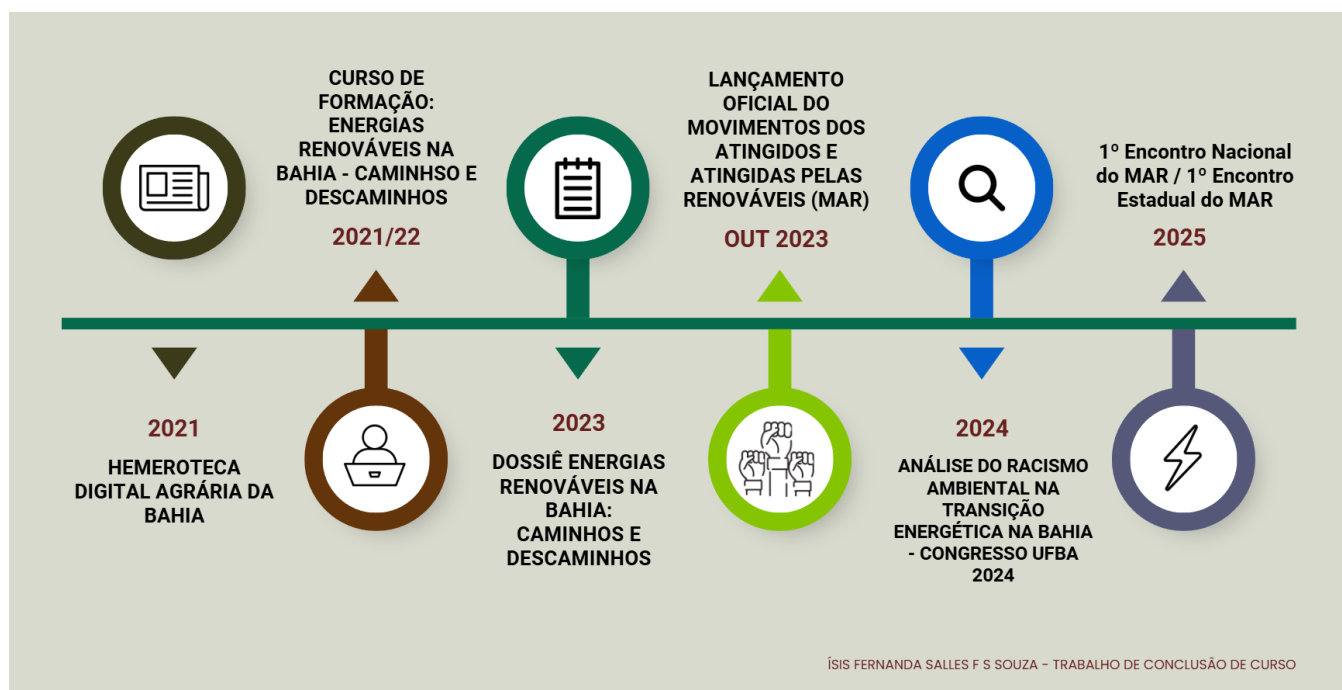 2021
HEMEROTECA
DIGITAL AGRÁRIA DA
BAHIA
CURSO DE
FORMAÇÃO:
ENERGIAS
RENOVÁVEIS NA
BAHIA - CAMINHSO E
DESCAMINHOS
2021/22
2023
DOSSIÊ ENERGIAS
RENOVÁVEIS NA
BAHIA:
CAMINHOS E
DESCAMINHOS
LANÇAMENTO
OFICIAL DO
MOVIMENTOS DOS
ATINGIDOS E
ATINGIDAS PELAS
RENOVÁVEIS (MAR)
OUT 2023
2024
ANÁLISE DO RACISMO
AMBIENTAL NA
TRANSIÇÃO
ENERGÉTICA NA BAHIA
- CONGRESSO UFBA
2024
1º Encontro Nacional
do MAR / 1º Encontro
Estadual do MAR
2025
ÍSIS FERNANDA SALLES F S SOUZA - TRABALHO DE CONCLUSÃO DE CURSO